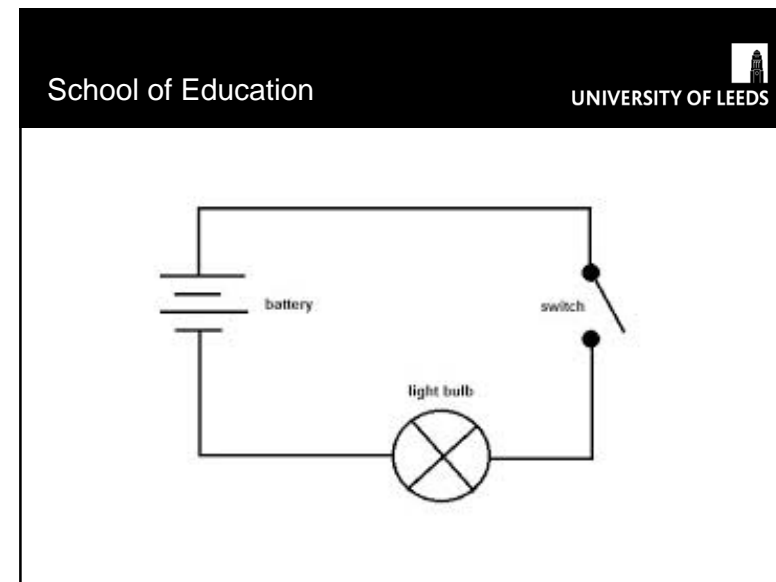 School of Education
UNIVERSITY OF LEEDS
battery
switch
light bulb